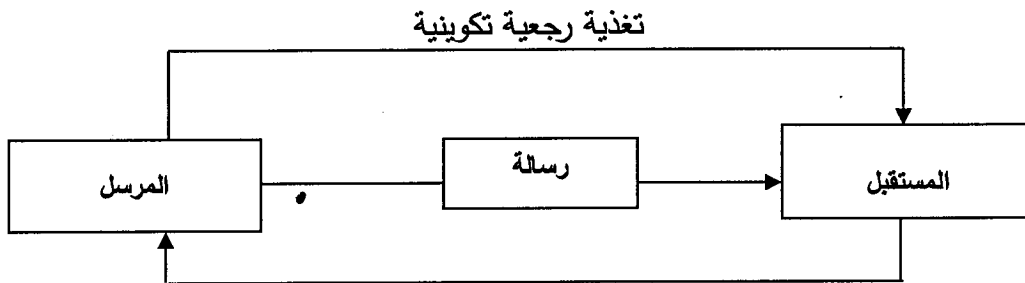 تغذية رجعية تكوينية
المرسل
رسالة
المستقبل